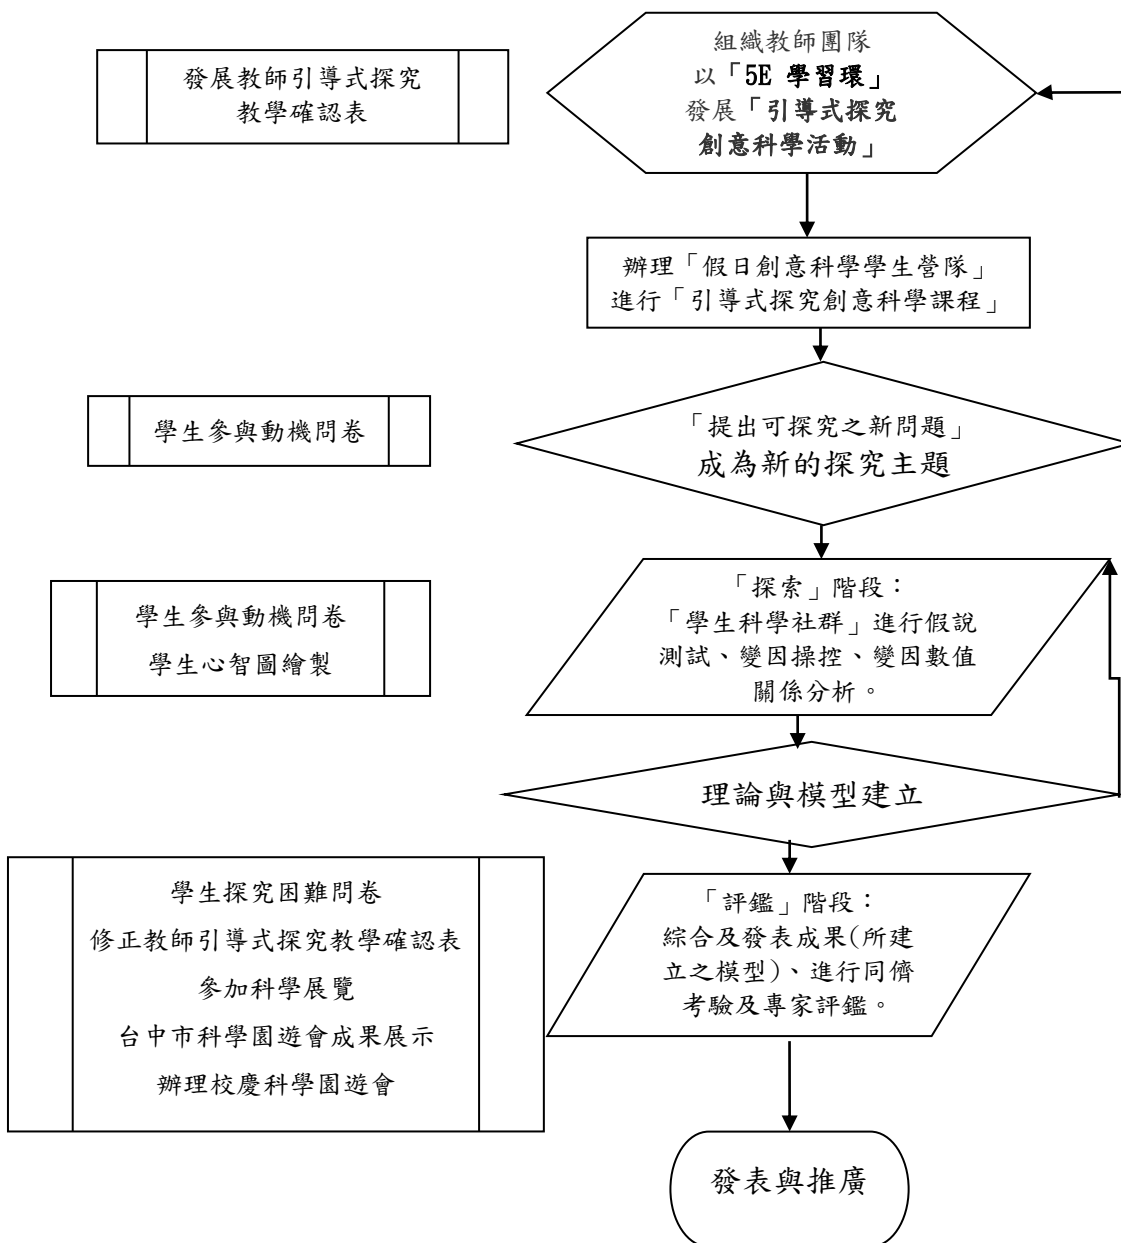 發展教師引導式探究
教學確認表
組織教師團隊
以「5E 學習環」
發展「引導式探究
創意科學活動」
辦理「假日創意科學學生營隊」
進行「引導式探究創意科學課程」
學生參與動機問卷
「提出可探究之新問題」
成為新的探究主題
學生參與動機問卷
學生心智圖繪製
「探索」階段：
「學生科學社群」進行假說
測試、變因操控、變因數值
關係分析。
理論與模型建立
學生探究困難問卷
修正教師引導式探究教學確認表
參加科學展覽
台中市科學園遊會成果展示
辦理校慶科學園遊會
「評鑑」階段：
綜合及發表成果(所建
立之模型)、進行同儕
考驗及專家評鑑。
發表與推廣